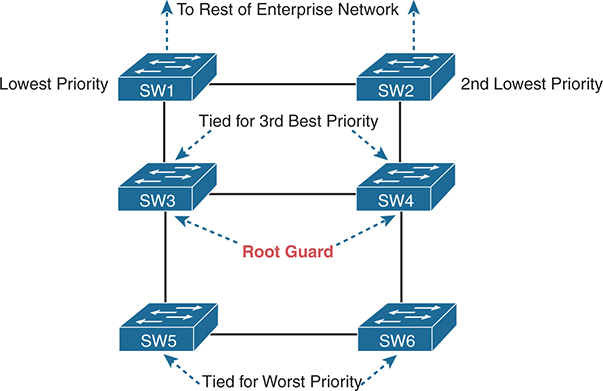 To Rest of Enterprise Network
Lowest Priority
SW1
SW2
2nd Lowest Priority
Tied for 3rd Best Priority
SW3
SW4
Root Guard
SW5
SW6
Tied for Worst Priority